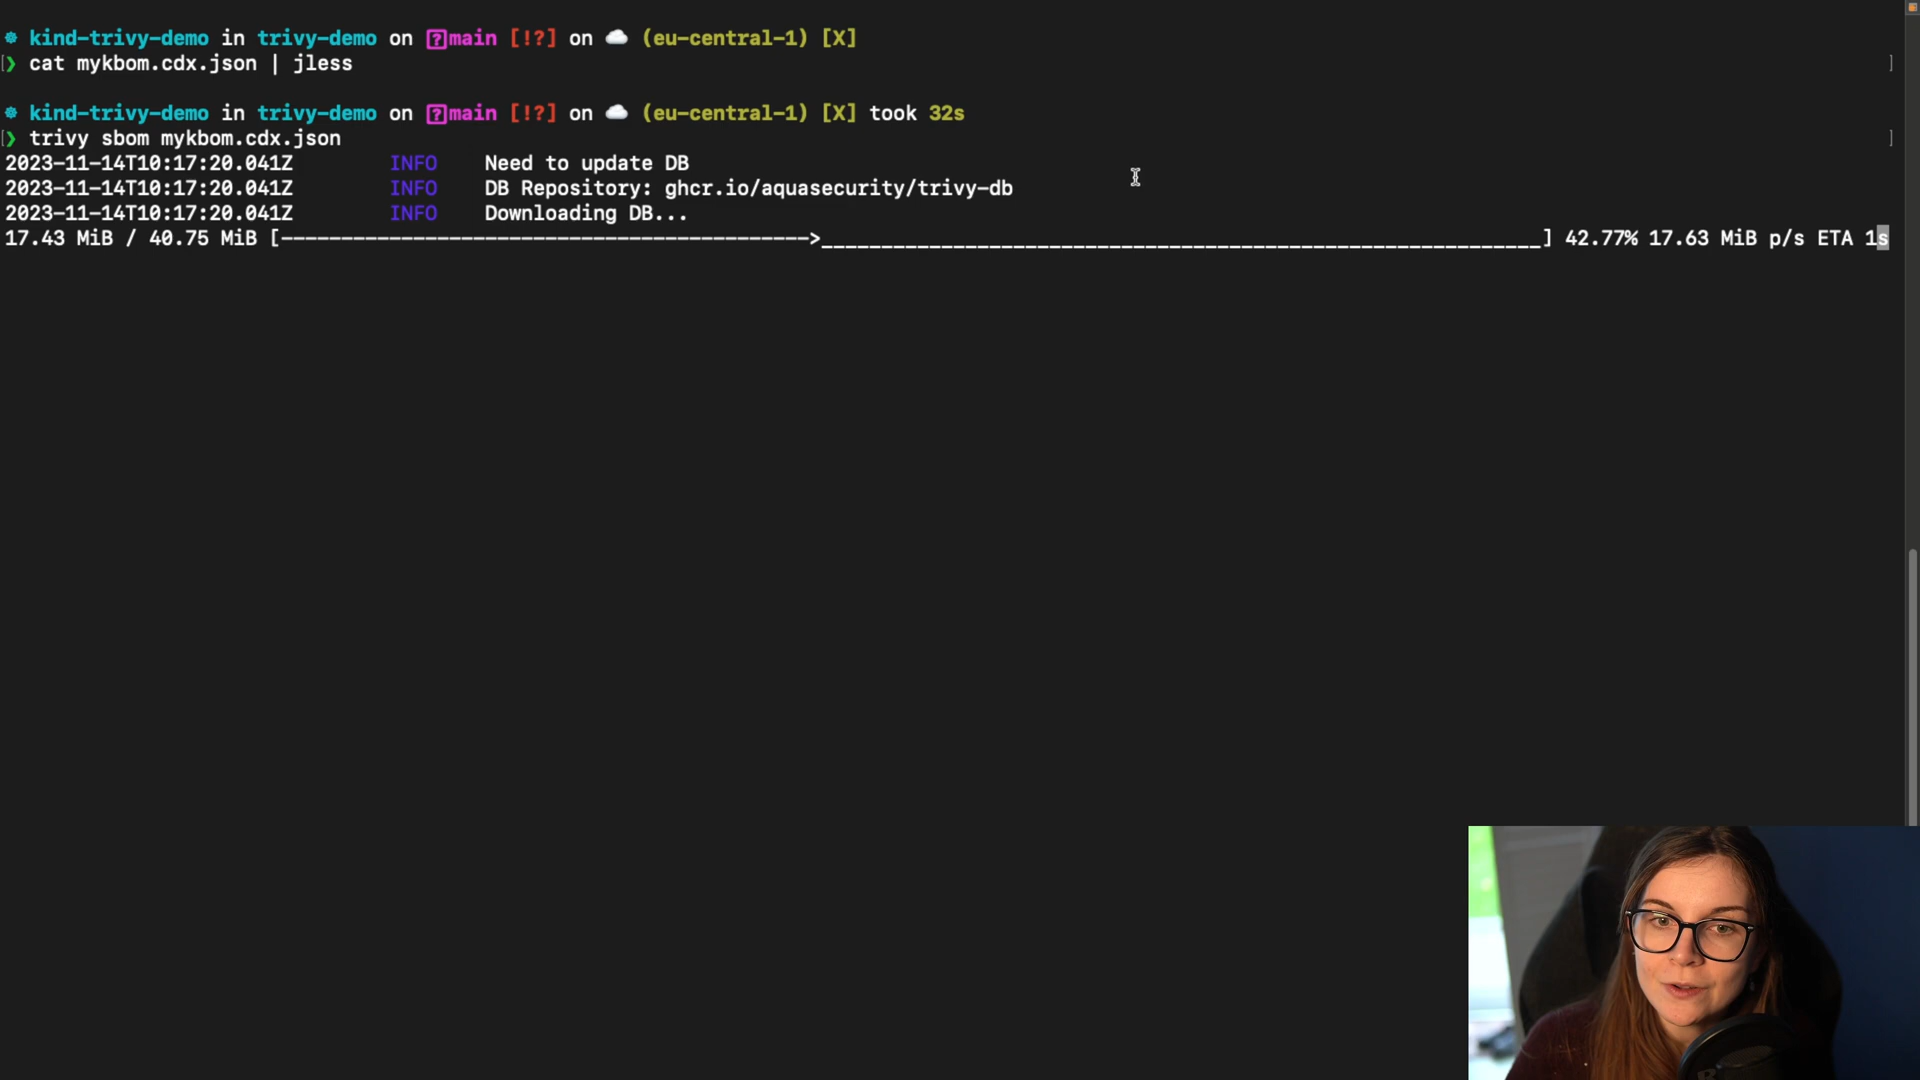 kind-trivy-demo in trivy-demo on [?]main [!?] on ☁️ (eu-central-1) [X]
❯ cat mykbom.cdx.json | jless
kind-trivy-demo in trivy-demo on [?]main [!?] on ☁️ (eu-central-1) [X] took 32s
❯ trivy sbom mykbom.cdx.json
2023-11-14T10:17:20.041Z INFO Need to update DB
2023-11-14T10:17:20.041Z INFO DB Repository: ghcr.io/aquasecurity/trivy-db
2023-11-14T10:17:20.041Z INFO Downloading DB...
17.43 MiB / 40.75 MiB [-------------------------------------------->____________________________________________________________] 42.77% 17.63 MiB p/s ETA 1s